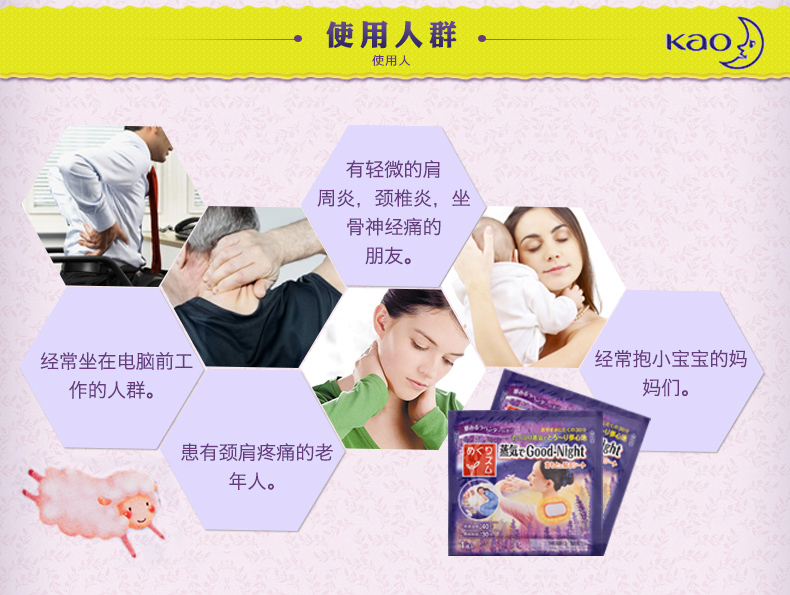 使用人群
使用人
Kao
有轻微的肩
周炎，颈椎炎，坐
骨神经痛的
朋友。
经常坐在电脑前工
作的人群。
经常抱小宝宝的妈
妈们。
患有颈肩疼痛的老
年人。
めぐりズム
蒸気でGood-Night